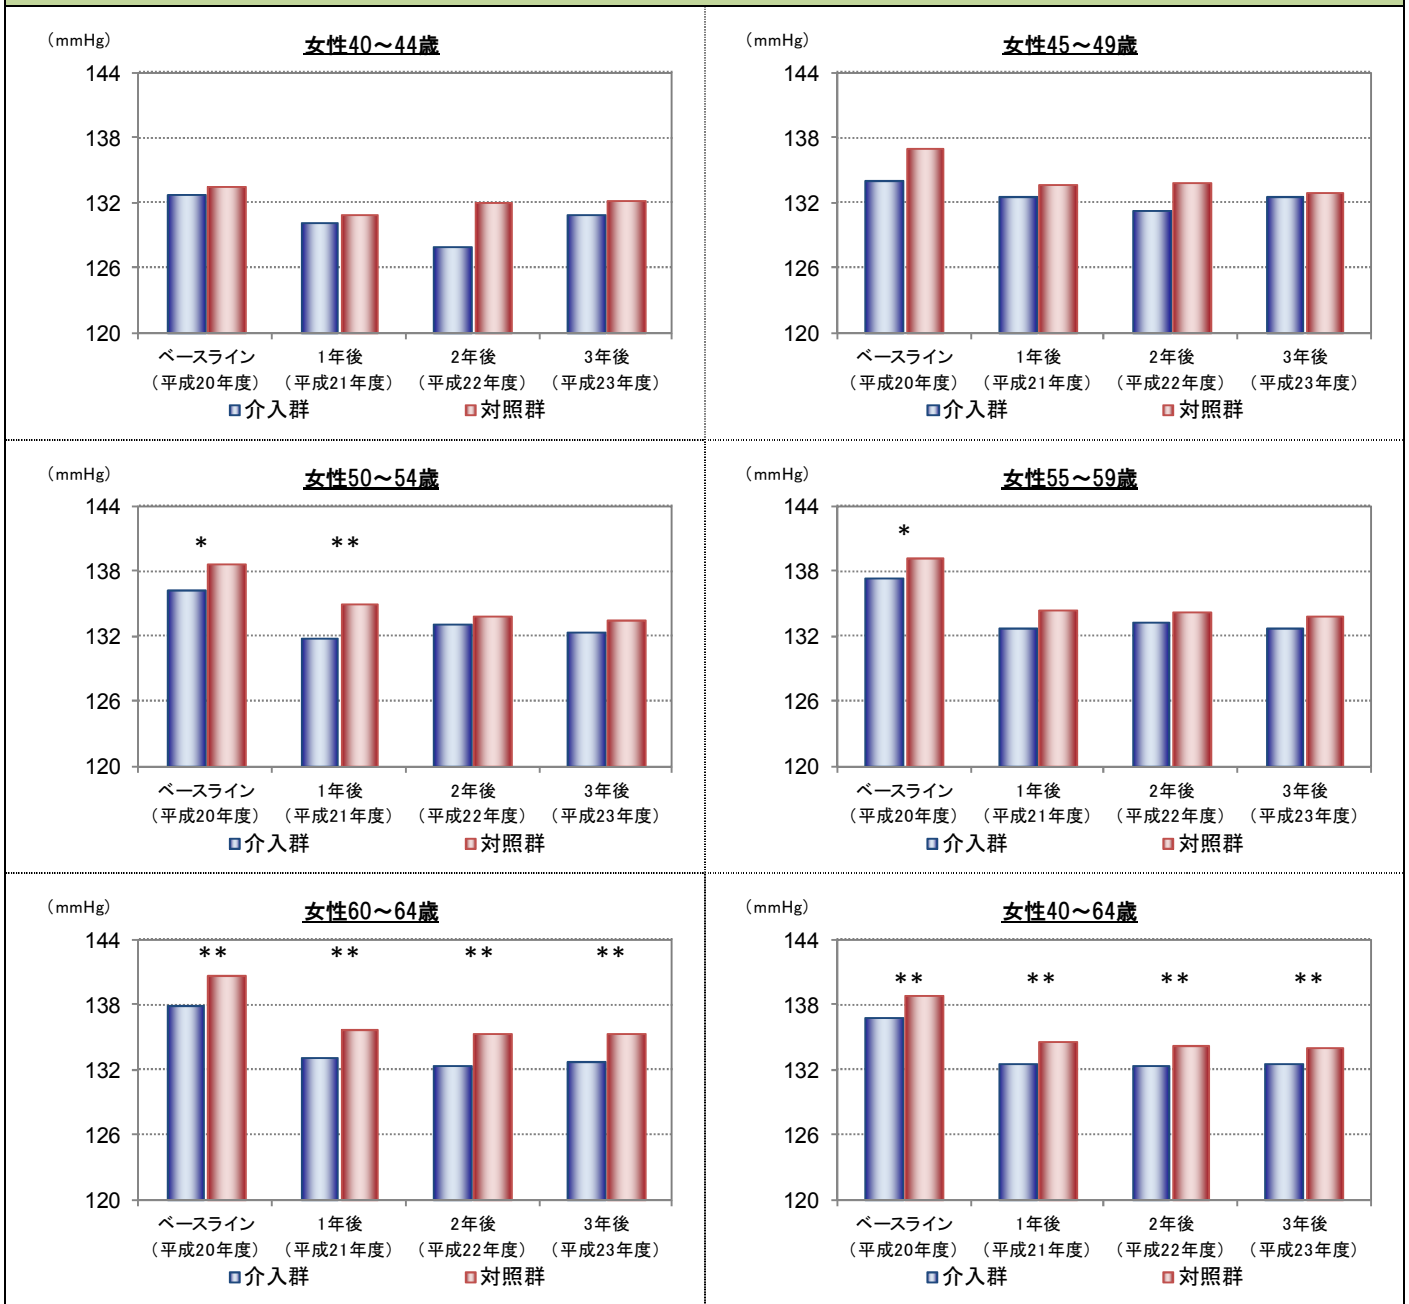 （mmHg）
女性40～44歳
144
138
132
126
120
ベースライン 1年後 2年後 3年後
（平成20年度） （平成21年度） （平成22年度） （平成23年度）
介入群 対照群
（mmHg）
女性45～49歳
144
138
132
126
120
ベースライン 1年後 2年後 3年後
（平成20年度） （平成21年度） （平成22年度） （平成23年度）
介入群 対照群
（mmHg）
女性50～54歳
144
* **
138
132
126
120
ベースライン 1年後 2年後 3年後
（平成20年度） （平成21年度） （平成22年度） （平成23年度）
介入群 対照群
（mmHg）
女性55～59歳
144
*
138
132
126
120
ベースライン 1年後 2年後 3年後
（平成20年度） （平成21年度） （平成22年度） （平成23年度）
介入群 対照群
（mmHg）
女性60～64歳
144
** ** ** **
138
132
126
120
ベースライン 1年後 2年後 3年後
（平成20年度） （平成21年度） （平成22年度） （平成23年度）
介入群 対照群
（mmHg）
女性40～64歳
144
** ** ** **
138
132
126
120
ベースライン 1年後 2年後 3年後
（平成20年度） （平成21年度） （平成22年度） （平成23年度）
介入群 対照群